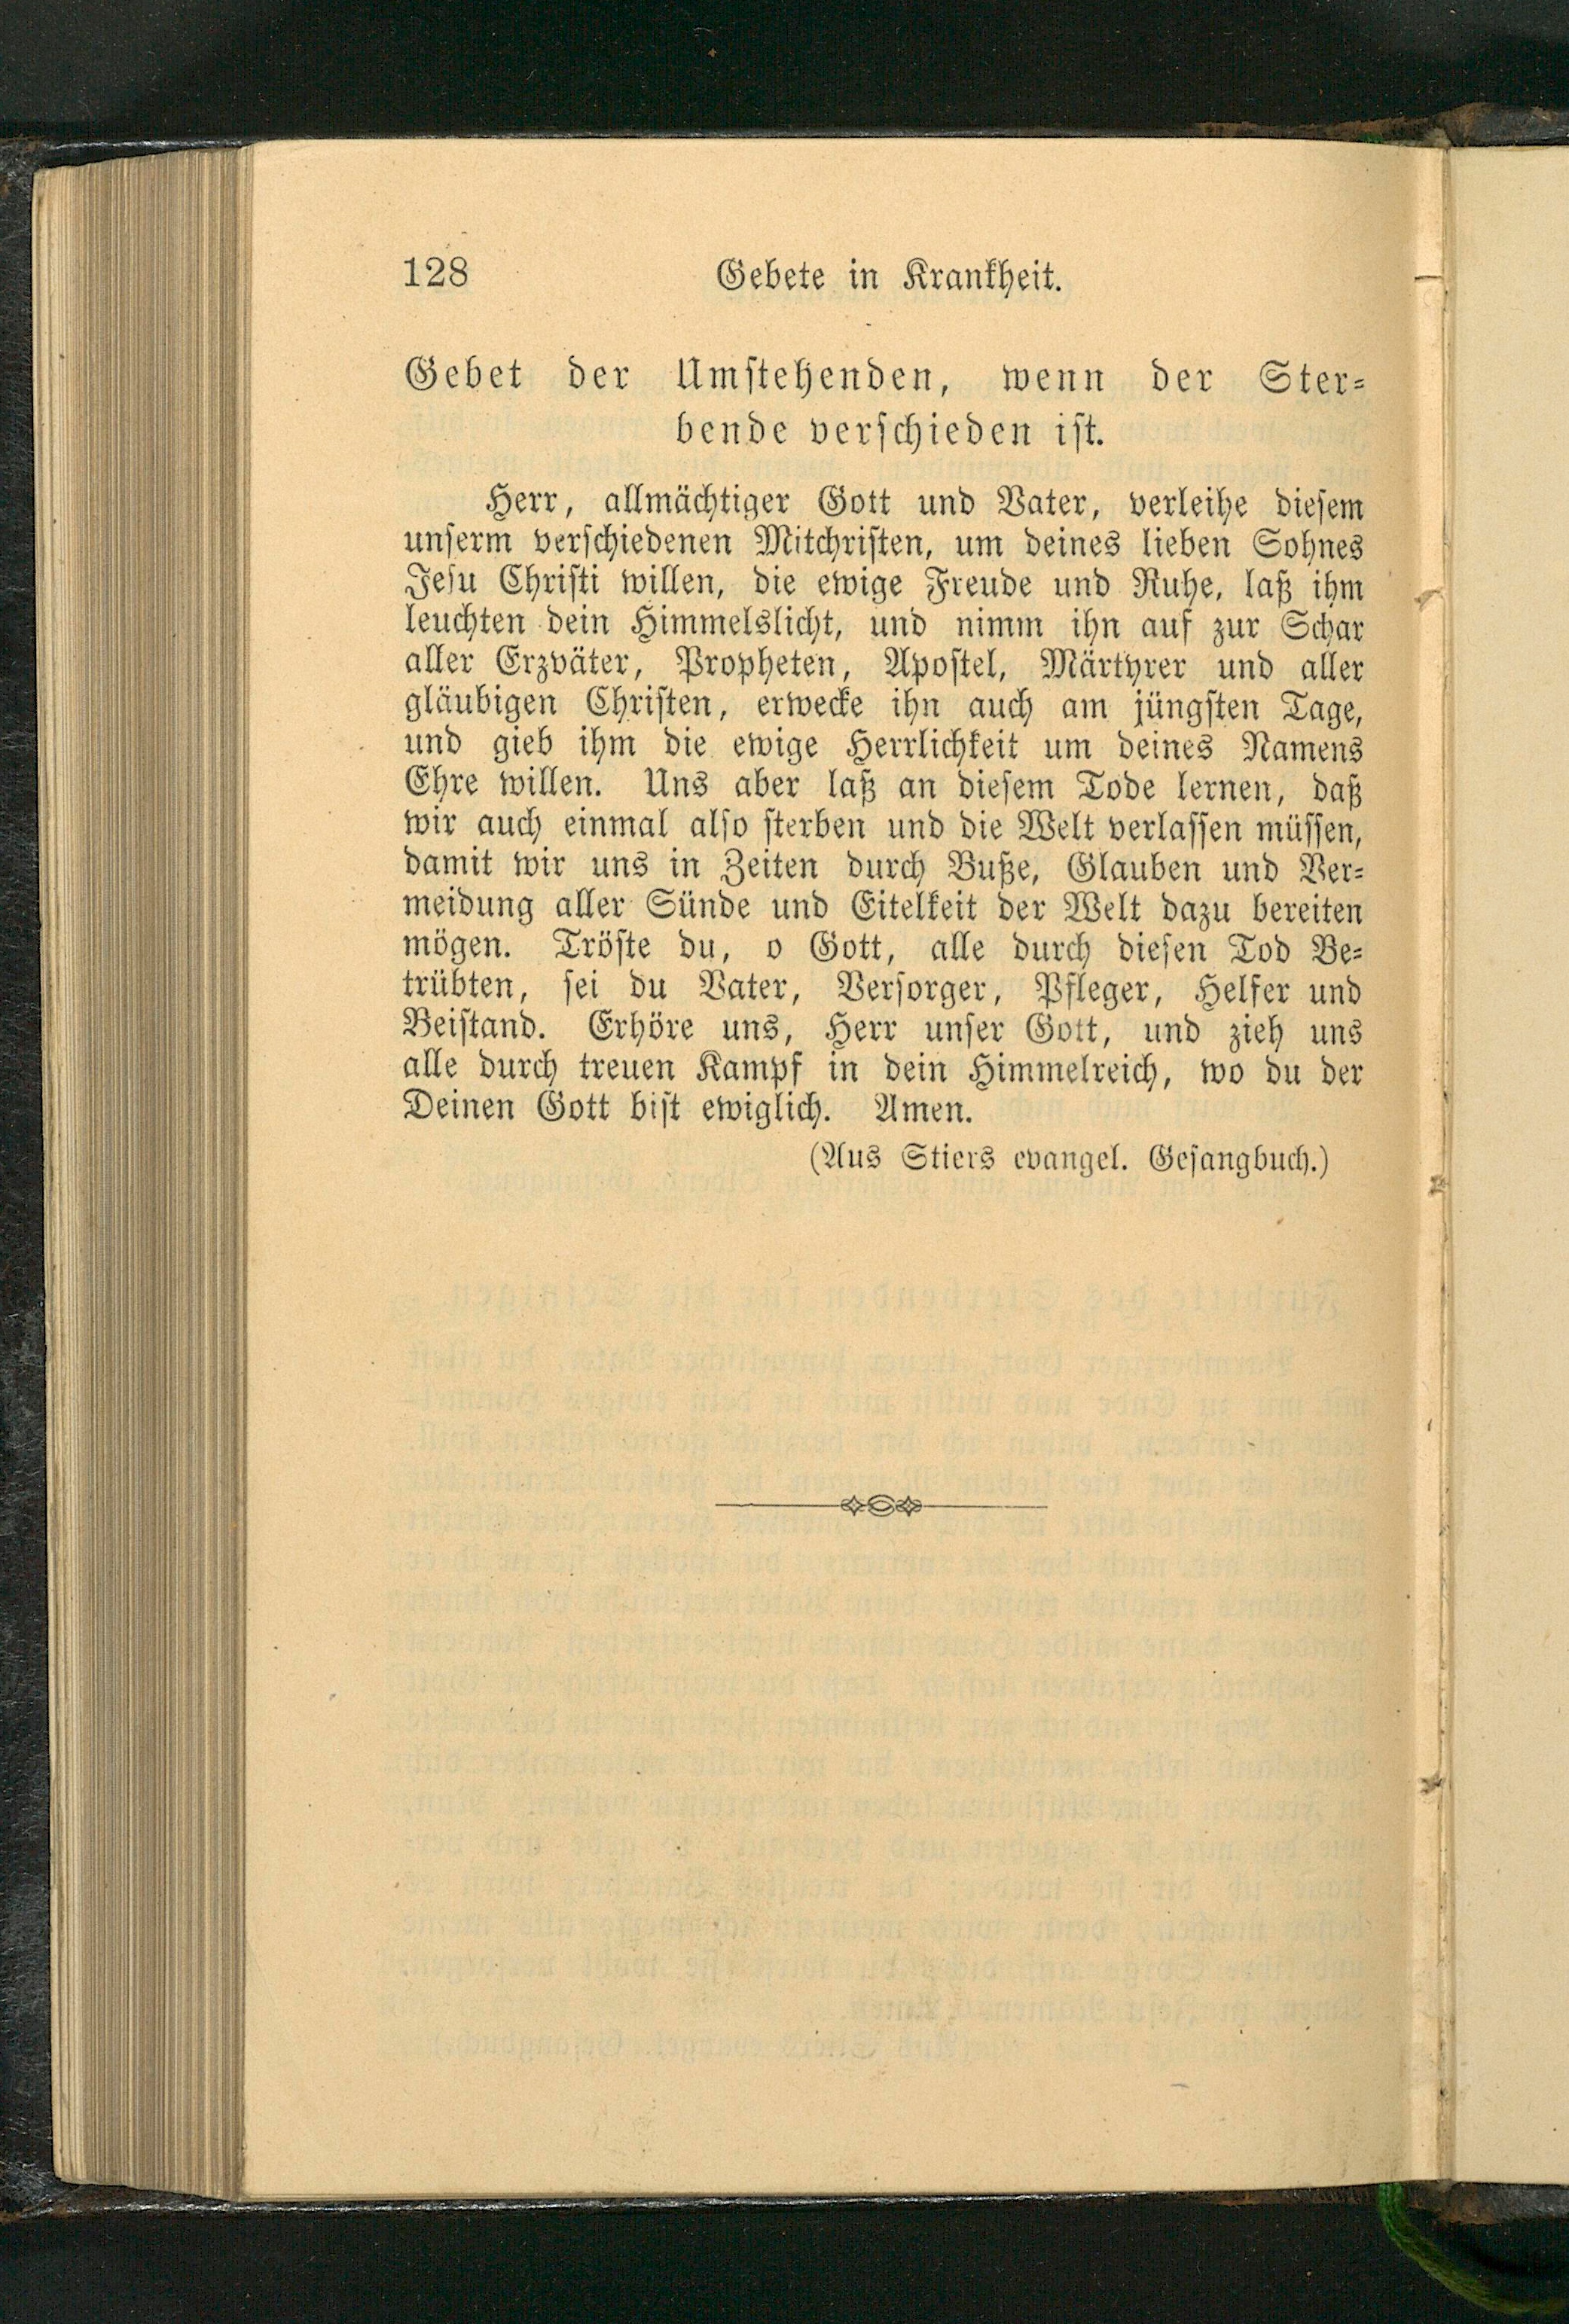 128 Gebete in Krankheit.
Gebet der Umstehenden, wenn der Ster-
bende verschieden ist.
Herr, allmächtiger Gott und Vater, verleihe diesem
unserm verschiedenen Mitchristen, um deines lieben Sohnes
Jesu Christi willen, die ewige Freude und Ruhe, laß ihm
leuchten dein Himmelslicht, und nimm ihn auf zur Schar
aller Erzväter, Propheten, Apostel, Märtyrer und aller
gläubigen Christen, erwecke ihn auch am jüngsten Tage,
und gieb ihm die ewige Herrlichkeit um deines Namens
Ehre willen. Uns aber laß an diesem Tode lernen, daß
wir auch einmal also sterben und die Welt verlassen müssen,
damit wir uns in Zeiten durch Buße, Glauben und Ver-
meidung aller Sünde und Eitelkeit der Welt dazu bereiten
mögen. Tröste du, o Gott, alle durch diesen Tod Be-
trübten, sei du Vater, Versorger, Pfleger, Helfer und
Beistand. Erhöre uns, Herr unser Gott, und zieh uns
alle durch treuen Kampf in dein Himmelreich, wo du der
Deinen Gott bist ewiglich. Amen.
(Aus Stiers evangel. Gesangbuch.)